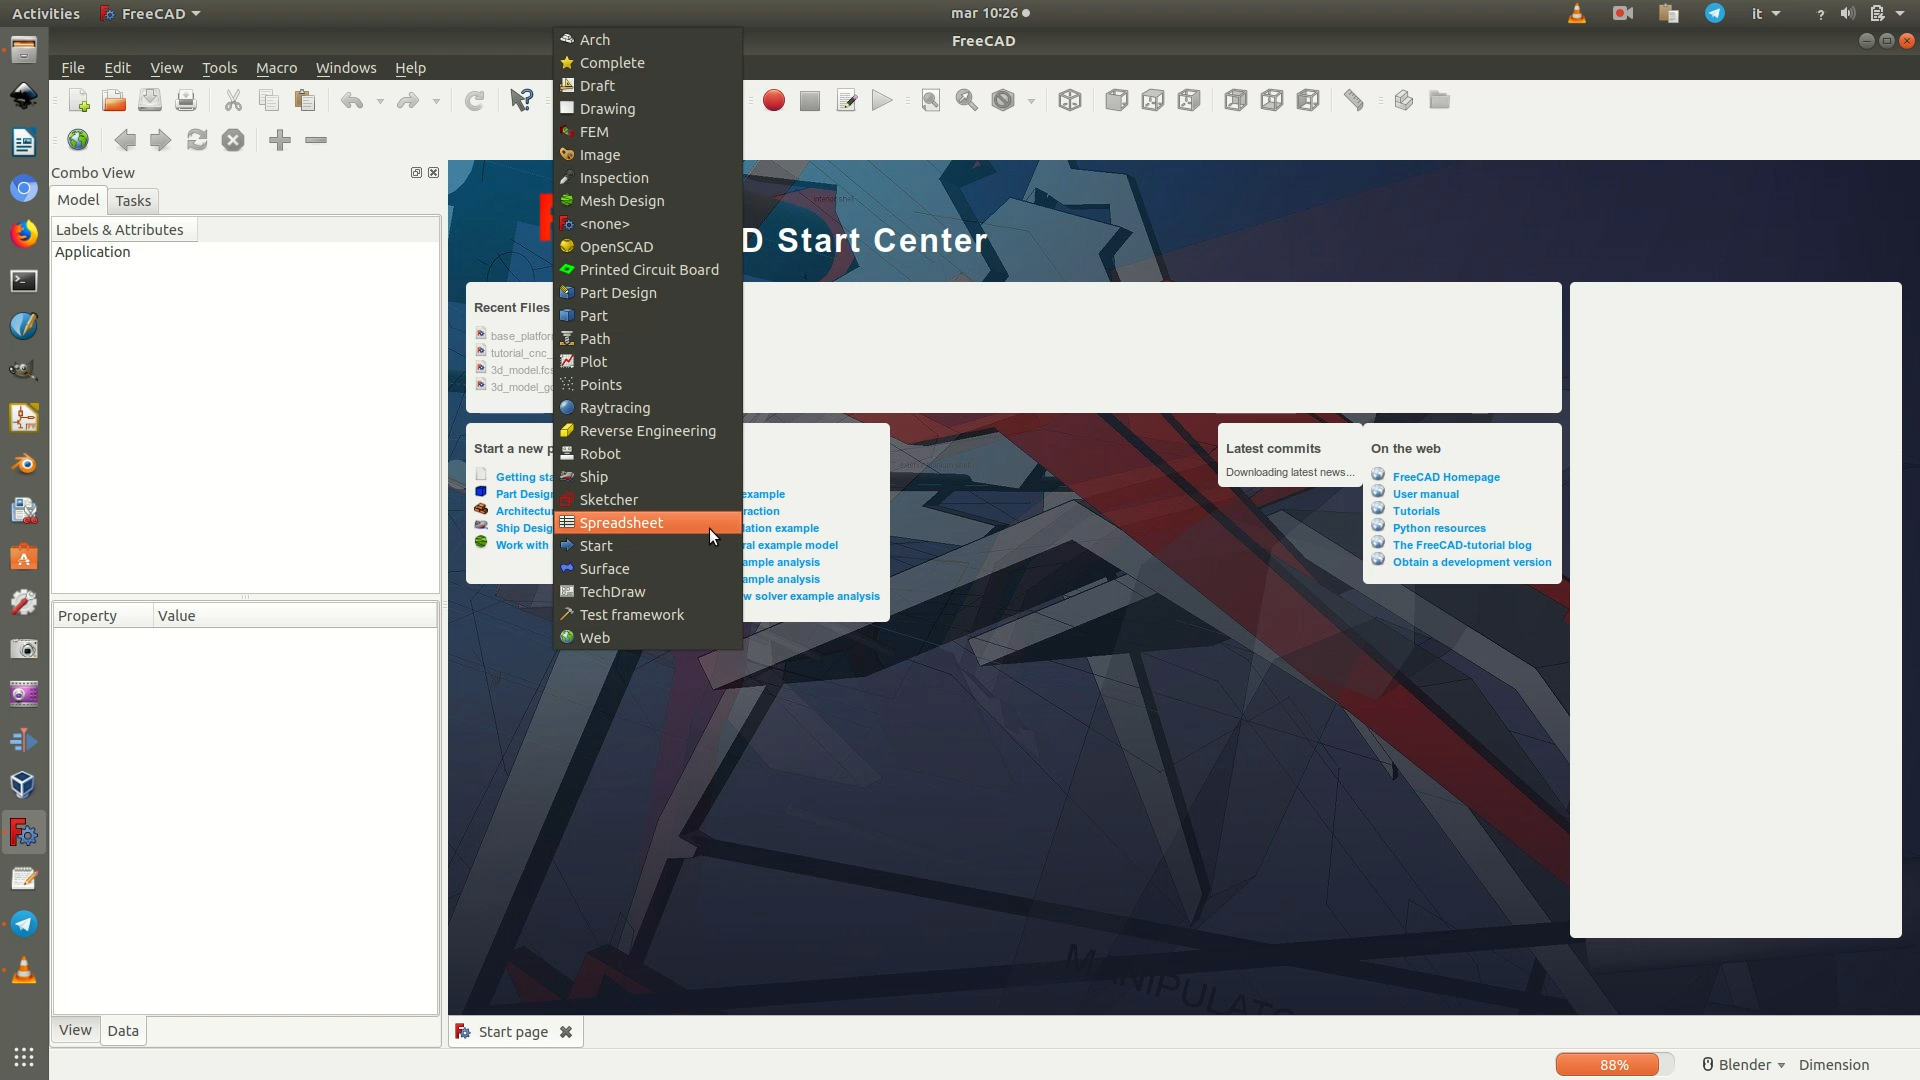 Activities
FreeCAD
mar 10:26
it
?
FreeCAD
File Edit View Tools Macro Windows Help
Combo View
Model
Tasks
Labels & Attributes
Application
Property
Value
View
Data
Arch
Complete
Draft
Drawing
FEM
Image
Inspection
Mesh Design
<none>
OpenSCAD
Printed Circuit Board
Part Design
Part
Path
Plot
Points
Raytracing
Reverse Engineering
Robot
Ship
Sketcher
Spreadsheet
Start
Surface
TechDraw
Test framework
Web
D Start Center
Recent Files
base_platfor
tutorial_cnc_
3d_model.fcs
3d_model_go
Start a new p
Getting sta
Part Design
Architectu
Ship Desig
Work with
example
raction
lation example
ral example model
ample analysis
ample analysis
w solver example analysis
Latest commits
Downloading latest news...
On the web
FreeCAD Homepage
User manual
Tutorials
Python resources
The FreeCAD-tutorial blog
Obtain a development version
MANIPULATO
Start page
88%
Blender
Dimension